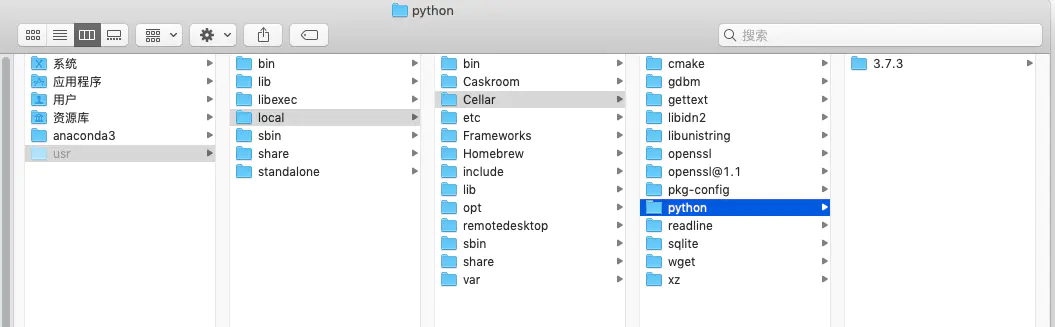 python
搜索
系统
应用程序
用户
资源库
anaconda3
usr
bin
lib
libexec
local
sbin
share
standalone
bin
Caskroom
Cellar
etc
Frameworks
Homebrew
include
lib
opt
remotedesktop
sbin
share
var
cmake
gdbm
gettext
libidn2
libunistring
openssl
openssl@1.1
pkg-config
python
readline
sqlite
wget
xz
3.7.3